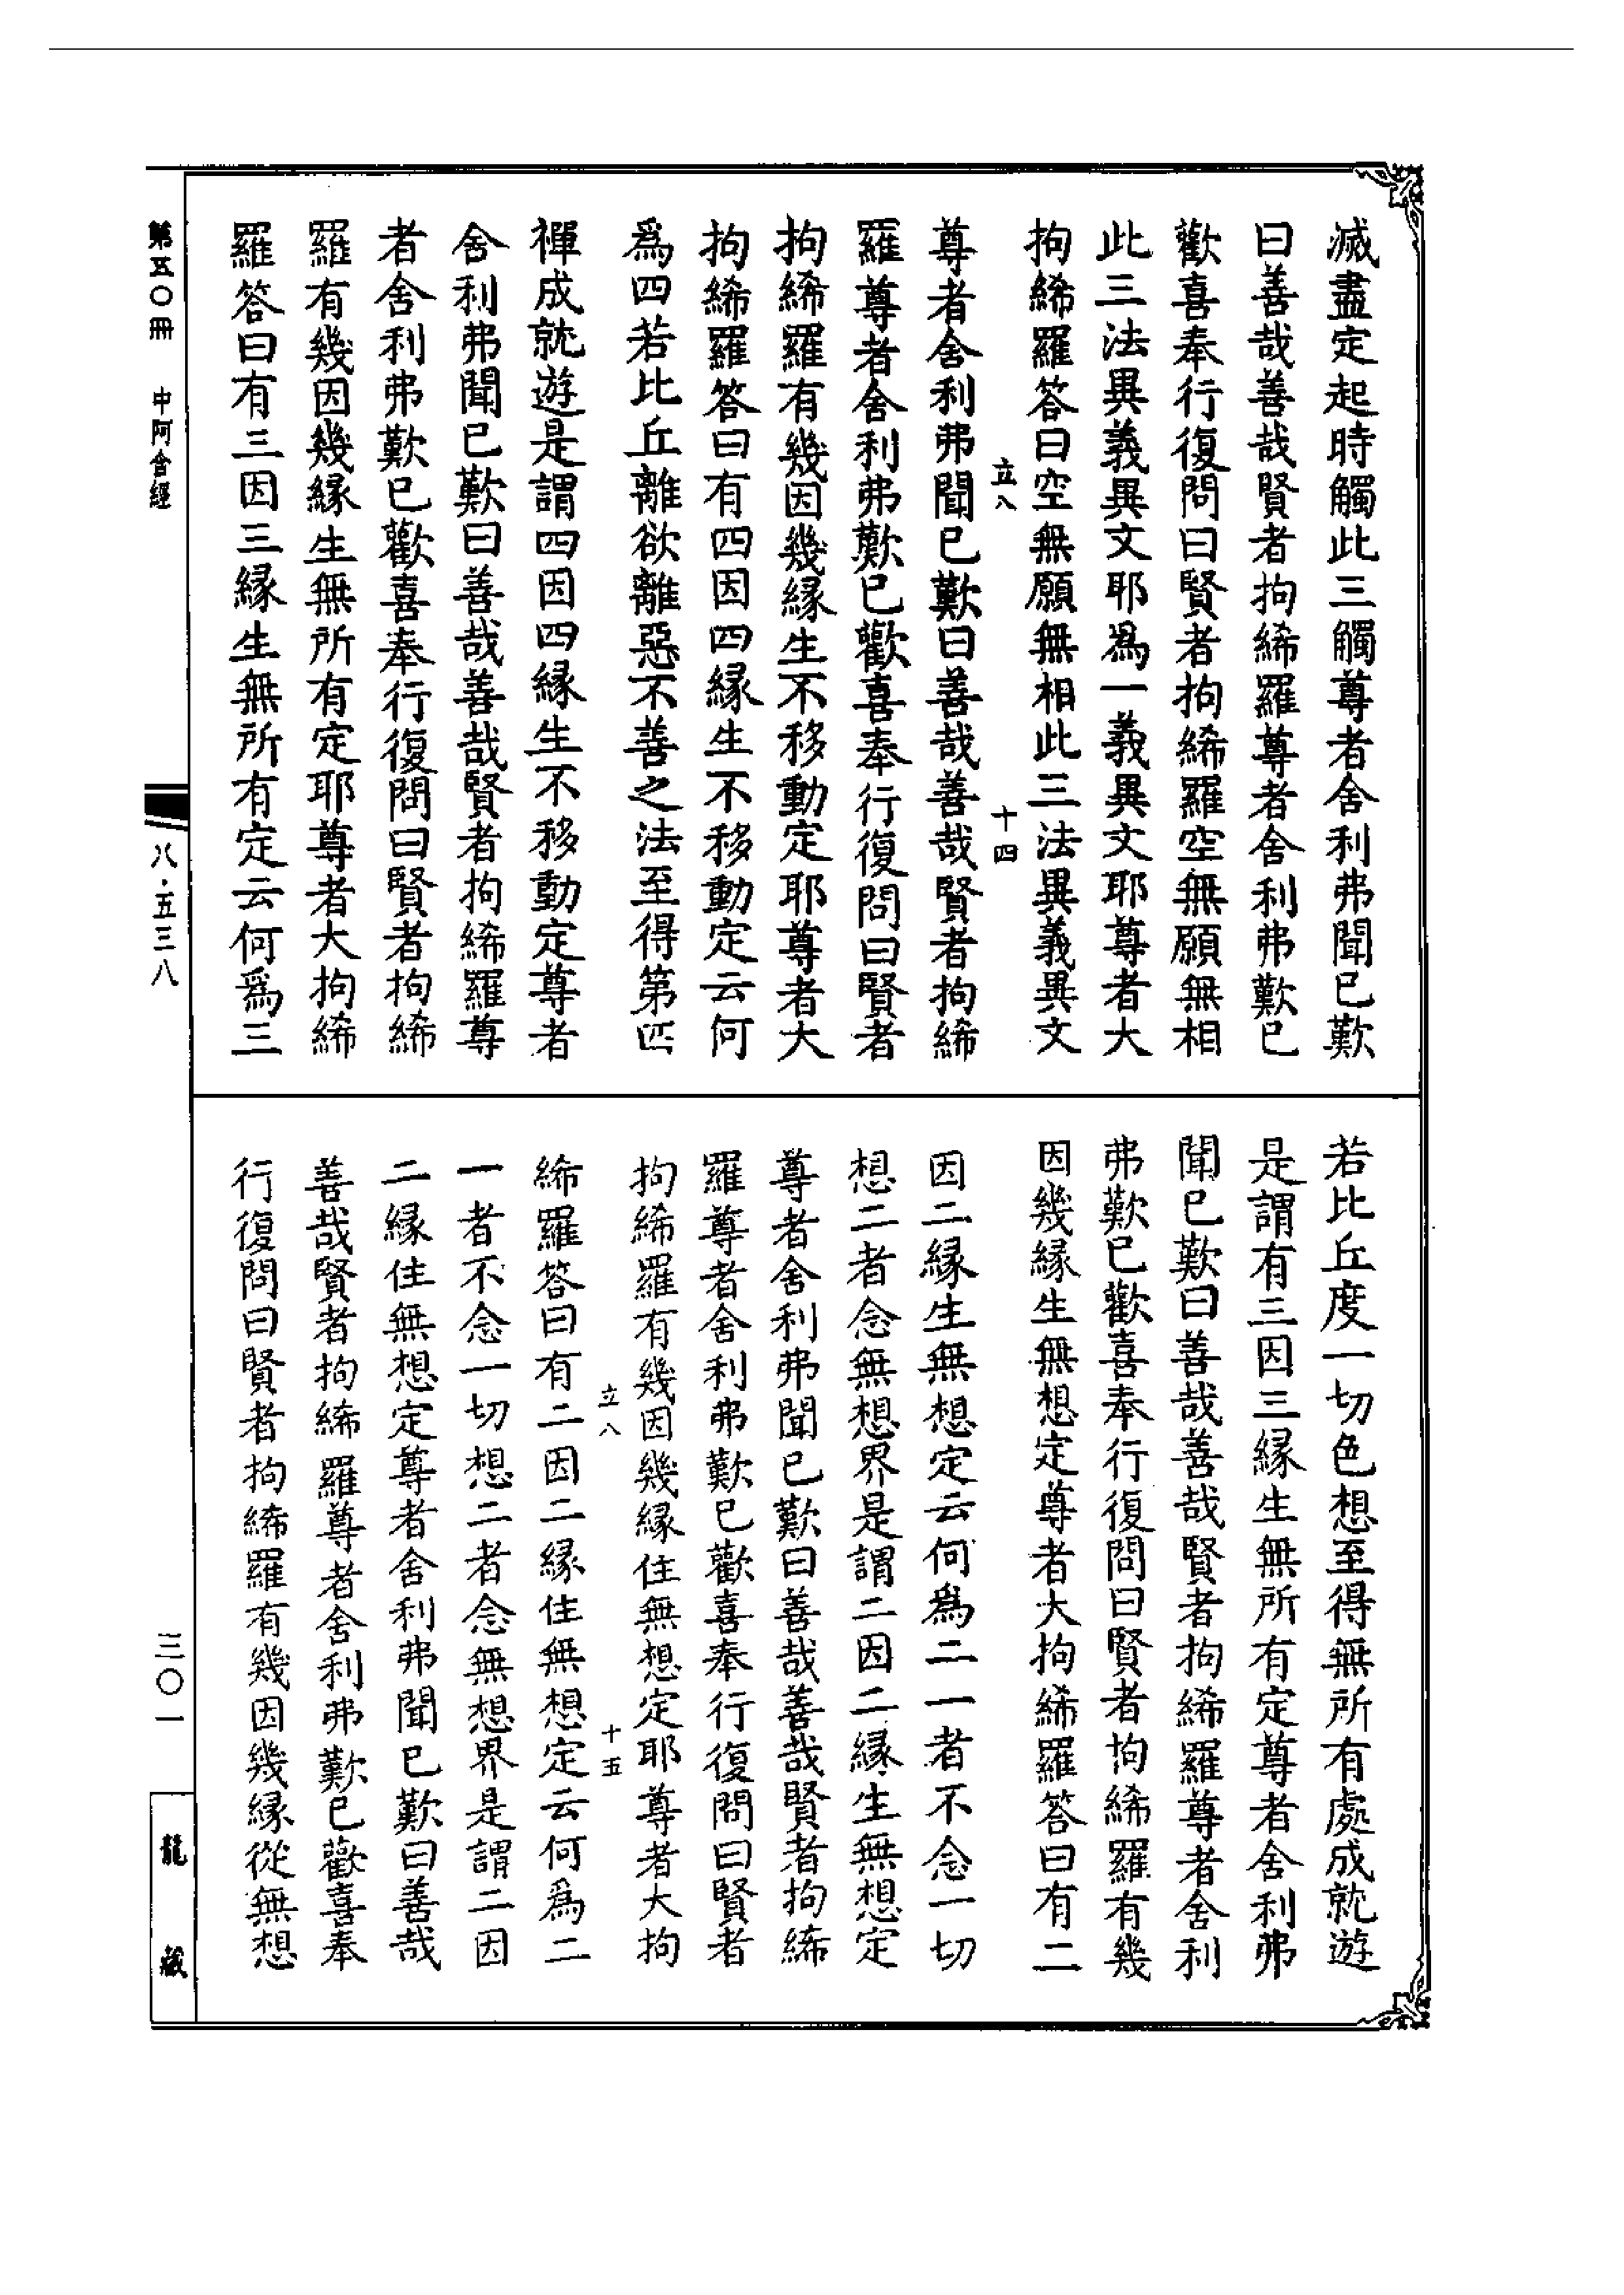 滅盡定起時觸此三觸尊者舍利弗聞已歎
曰善哉善哉賢者拘絺羅尊者舍利弗歎已
歡喜奉行復問曰賢者拘絺羅空無願無相
此三法異義異文耶為一義異文耶尊者大
拘絺羅答曰空無願無相此三法異義異文
立八 十四
尊者舍利弗聞已歎曰善哉善哉賢者拘絺
羅尊者舍利弗歎已歡喜奉行復問曰賢者
拘絺羅有幾因幾緣生不移動定耶尊者大
拘絺羅答曰有四因四緣生不移動定云何
為四若比丘離欲離惡不善之法至得第四
禪成就遊是謂四因四緣生不移動定尊者
舍利弗聞已歎曰善哉善哉賢者拘絺羅尊
者舍利弗歎已歡喜奉行復問曰賢者拘絺
羅有幾因幾緣生無所有定耶尊者大拘絺
羅答曰有三因三緣生無所有定云何為三
若比丘度一切色想至得無所有處成就遊
是謂有三因三緣生無所有定尊者舍利弗
聞已歎曰善哉善哉賢者拘絺羅尊者舍利
弗歎已歡喜奉行復問曰賢者拘絺羅有幾
因幾緣生無想定尊者大拘絺羅答曰有二
因二緣生無想定云何為二一者不念一切
想二者念無想界是謂二因二緣生無想定
尊者舍利弗聞已歎曰善哉善哉賢者拘絺
羅尊者舍利弗歎已歡喜奉行復問曰賢者
拘絺羅有幾因幾緣住無想定耶尊者大拘
立八 十五
絺羅答曰有二因二緣住無想定云何為二
一者不念一切想二者念無想界是謂二因
二緣住無想定尊者舍利弗聞已歎曰善哉
善哉賢者拘絺羅尊者舍利弗歎已歡喜奉
行復問曰賢者拘絺羅有幾因幾緣從無想
第五〇冊 中阿含經
八·五三八
三〇一
龍藏